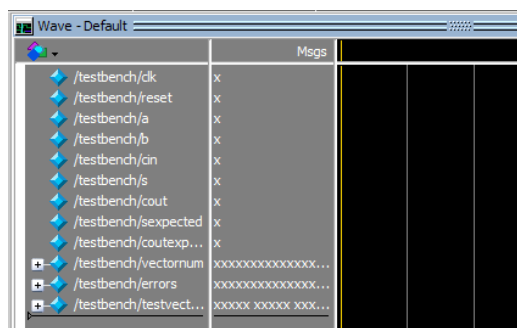 Wave - Default
Msgs
/testbench/clk x
/testbench/reset x
/testbench/a x
/testbench/b x
/testbench/cin x
/testbench/s x
/testbench/cout x
/testbench/sexpected x
/testbench/coutexp... x
/testbench/vectornum xxxxxxxxxxxxxx...
/testbench/errors xxxxxxxxxxxxxx...
/testbench/testvect... xxxxx xxxxx xxx...